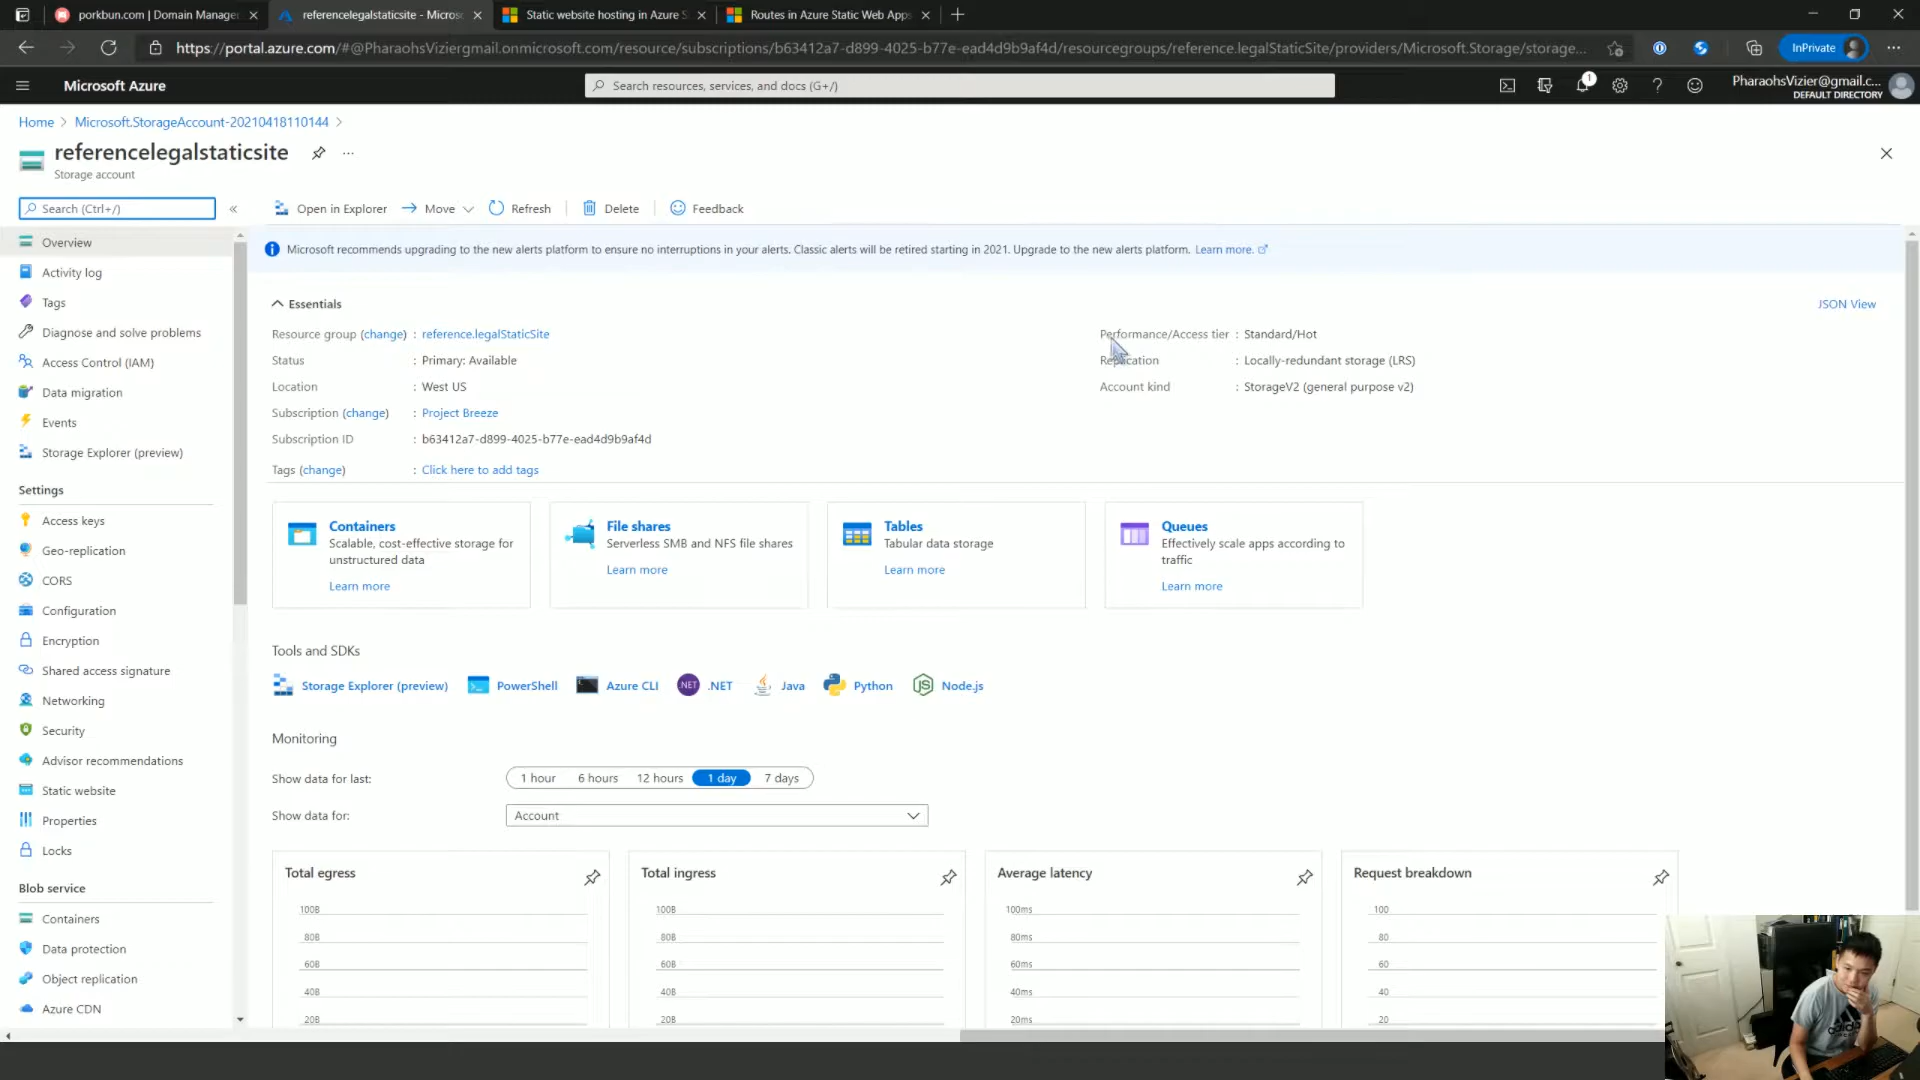 porkbun.com | Domain Manager
referencelegalstaticsite - Micros
Static website hosting in Azure S
Routes in Azure Static Web Apps
https://portal.azure.com/#@PharaohsViziergmail.onmicrosoft.com/resource/subscriptions/b63412a7-d899-4025-b77e-ead4d9b9af4d/resourcegroups/reference.legalStaticSite/providers/Microsoft.Storage/storage...
InPrivate
Microsoft Azure
Search resources, services, and docs (G+/)
1
PharaohsVizier@gmail.c...
DEFAULT DIRECTORY
Home > Microsoft.StorageAccount-20210418110144 >
referencelegalstaticsite
Storage account
Search (Ctrl+/)
«
Open in Explorer
Move
Refresh
Delete
Feedback
Overview
Activity log
Tags
Diagnose and solve problems
Access Control (IAM)
Data migration
Events
Storage Explorer (preview)
Settings
Access keys
Geo-replication
CORS
Configuration
Encryption
Shared access signature
Networking
Security
Advisor recommendations
Static website
Properties
Locks
Blob service
Containers
Data protection
Object replication
Azure CDN
Microsoft recommends upgrading to the new alerts platform to ensure no interruptions in your alerts. Classic alerts will be retired starting in 2021. Upgrade to the new alerts platform. Learn more.
Essentials
JSON View
Resource group (change) : reference.legalStaticSite
Status : Primary: Available
Location : West US
Subscription (change) : Project Breeze
Subscription ID : b63412a7-d899-4025-b77e-ead4d9b9af4d
Tags (change) : Click here to add tags
Performance/Access tier : Standard/Hot
Replication : Locally-redundant storage (LRS)
Account kind : StorageV2 (general purpose v2)
Containers
Scalable, cost-effective storage for
unstructured data
Learn more
File shares
Serverless SMB and NFS file shares
Learn more
Tables
Tabular data storage
Learn more
Queues
Effectively scale apps according to
traffic
Learn more
Tools and SDKs
Storage Explorer (preview)
PowerShell
Azure CLI
NET .NET
Java
Python
JS Node.js
Monitoring
Show data for last: 1 hour 6 hours 12 hours 1 day 7 days
Show data for: Account
Total egress
100B
80B
60B
40B
20B
Total ingress
100B
80B
60B
40B
20B
Average latency
100ms
80ms
60ms
40ms
20ms
Request breakdown
100
80
60
40
20
adidas